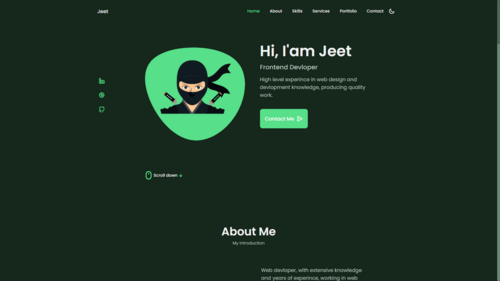 Jeet
Home About Skills Services Portfolio Contact
Hi, I'am Jeet
Frontend Devloper
High level experince in web design and
devlopment knowledge, producing quality
work.
Contact Me
Scroll down
About Me
My Introduction
Web devloper, with extensive knowledge
and years of experince, working in web